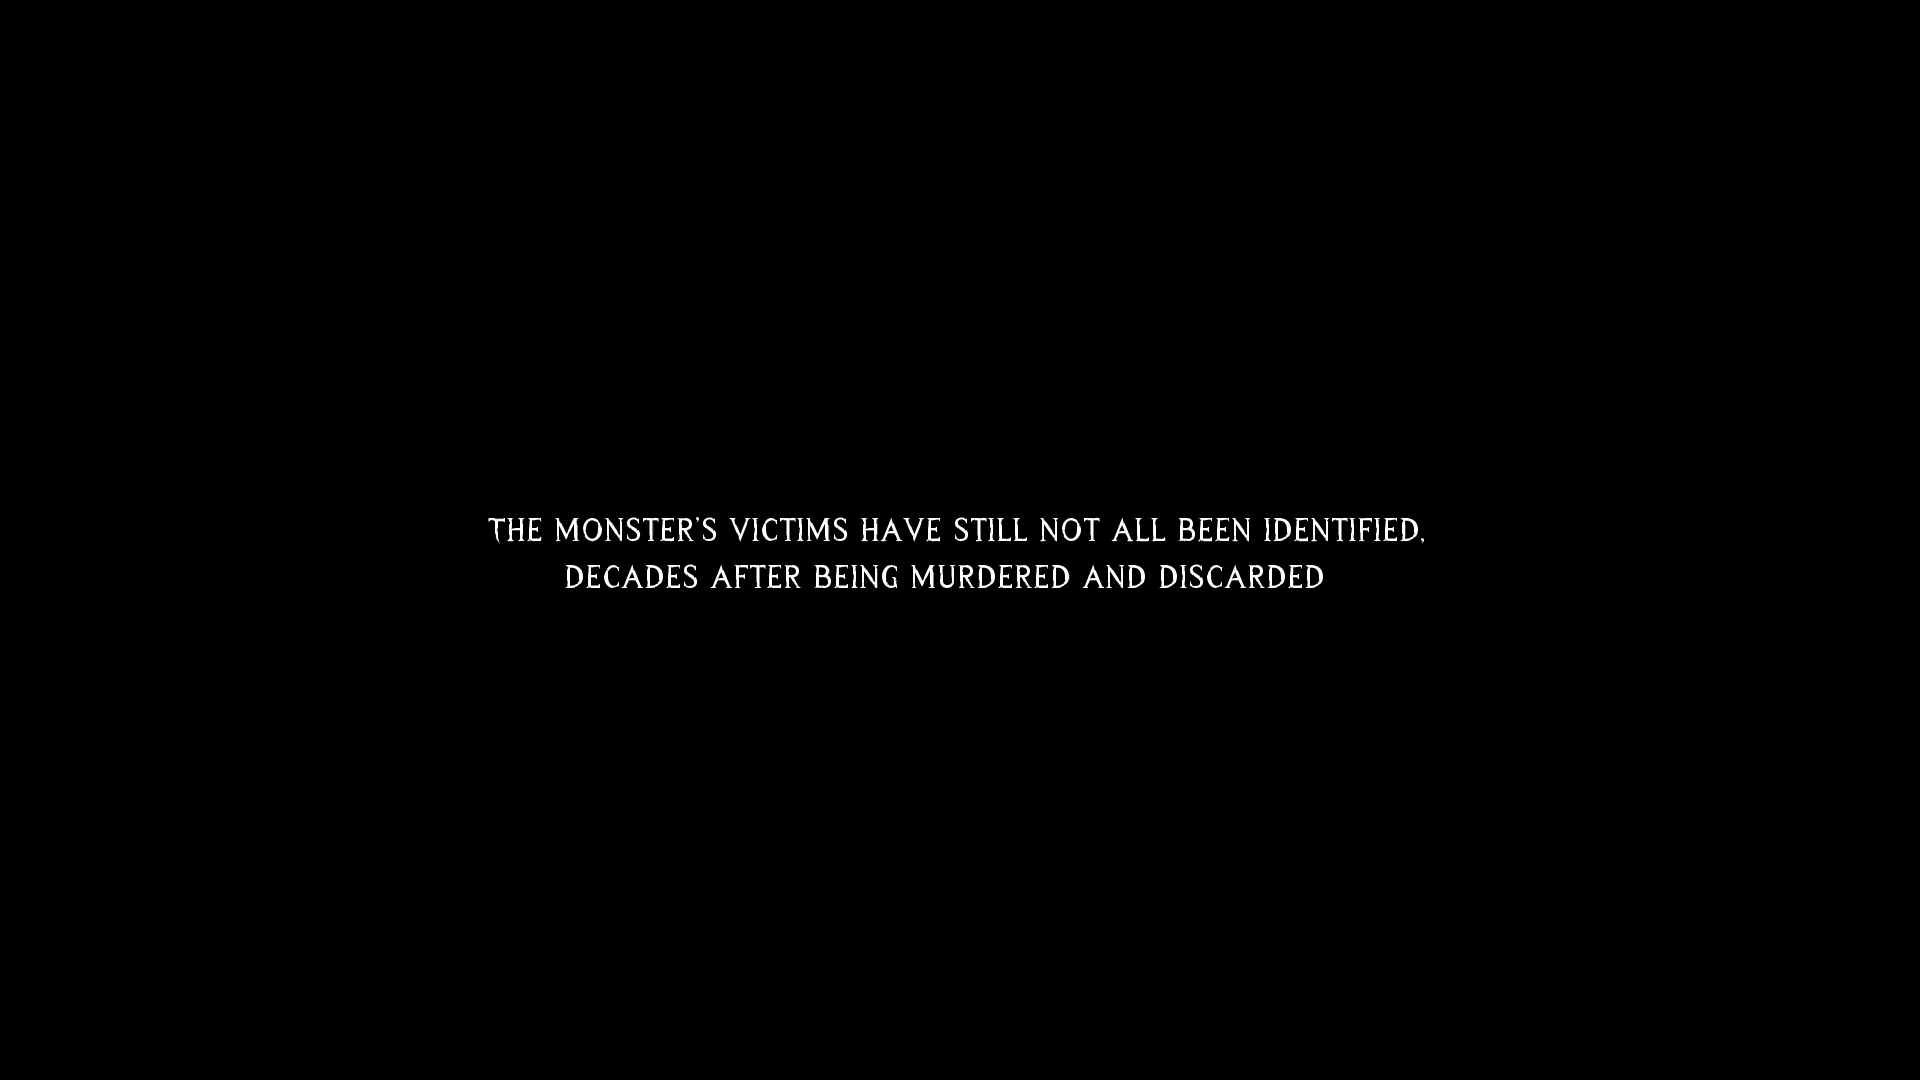 THE MONSTER'S VICTIMS HAVE STILL NOT ALL BEEN IDENTIFIED,
DECADES AFTER BEING MURDERED AND DISCARDED